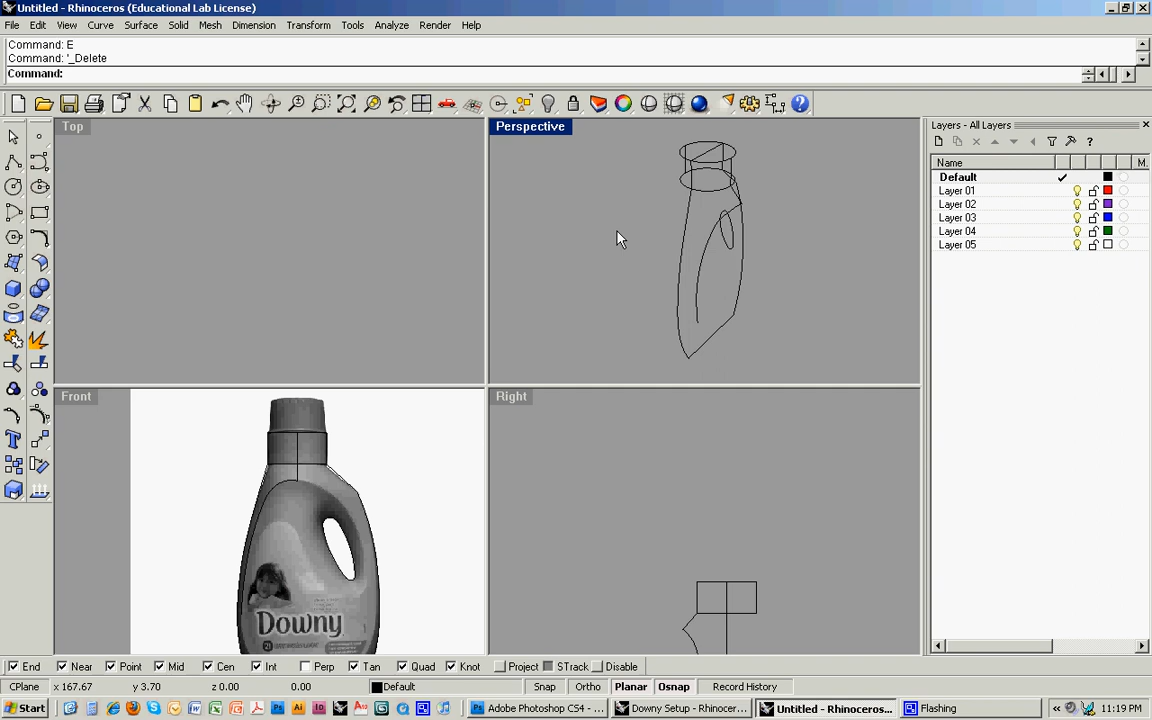 Untitled - Rhinoceros (Educational Lab License)
File Edit View Curve Surface Solid Mesh Dimension Transform Tools Analyze Render Help
Command: E
Command: '_Delete
Command:
Top
Perspective
Layers - All Layers
Name M.
Default
Layer 01
Layer 02
Layer 03
Layer 04
Layer 05
Front
Right
Downy
End Near Point Mid Cen Int Perp Tan Quad Knot Project STrack Disable
CPlane x 167.67 y 3.70 z 0.00 0.00 Default Snap Ortho Planar Osnap Record History
Start Adobe Photoshop CS4 - ... Downy Setup - Rhinocer... Untitled - Rhinoceros... Flashing 11:19 PM